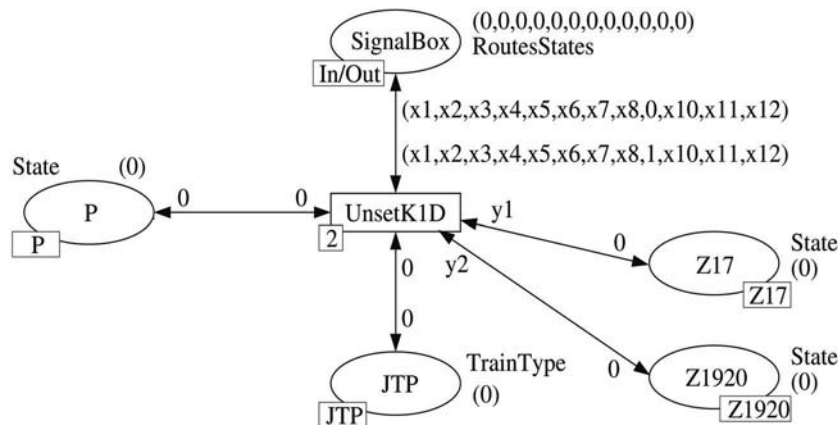 (0,0,0,0,0,0,0,0,0,0,0,0)
SignalBox
RoutesStates
In/Out
(x1,x2,x3,x4,x5,x6,x7,x8,0,x10,x11,x12)
(x1,x2,x3,x4,x5,x6,x7,x8,1,x10,x11,x12)
State
(0)
P
P
0
0
UnsetK1D
2
y1
0
State
Z17
(0)
Z17
0
y2
0
JTP
TrainType
(0)
JTP
0
State
Z1920
(0)
Z1920